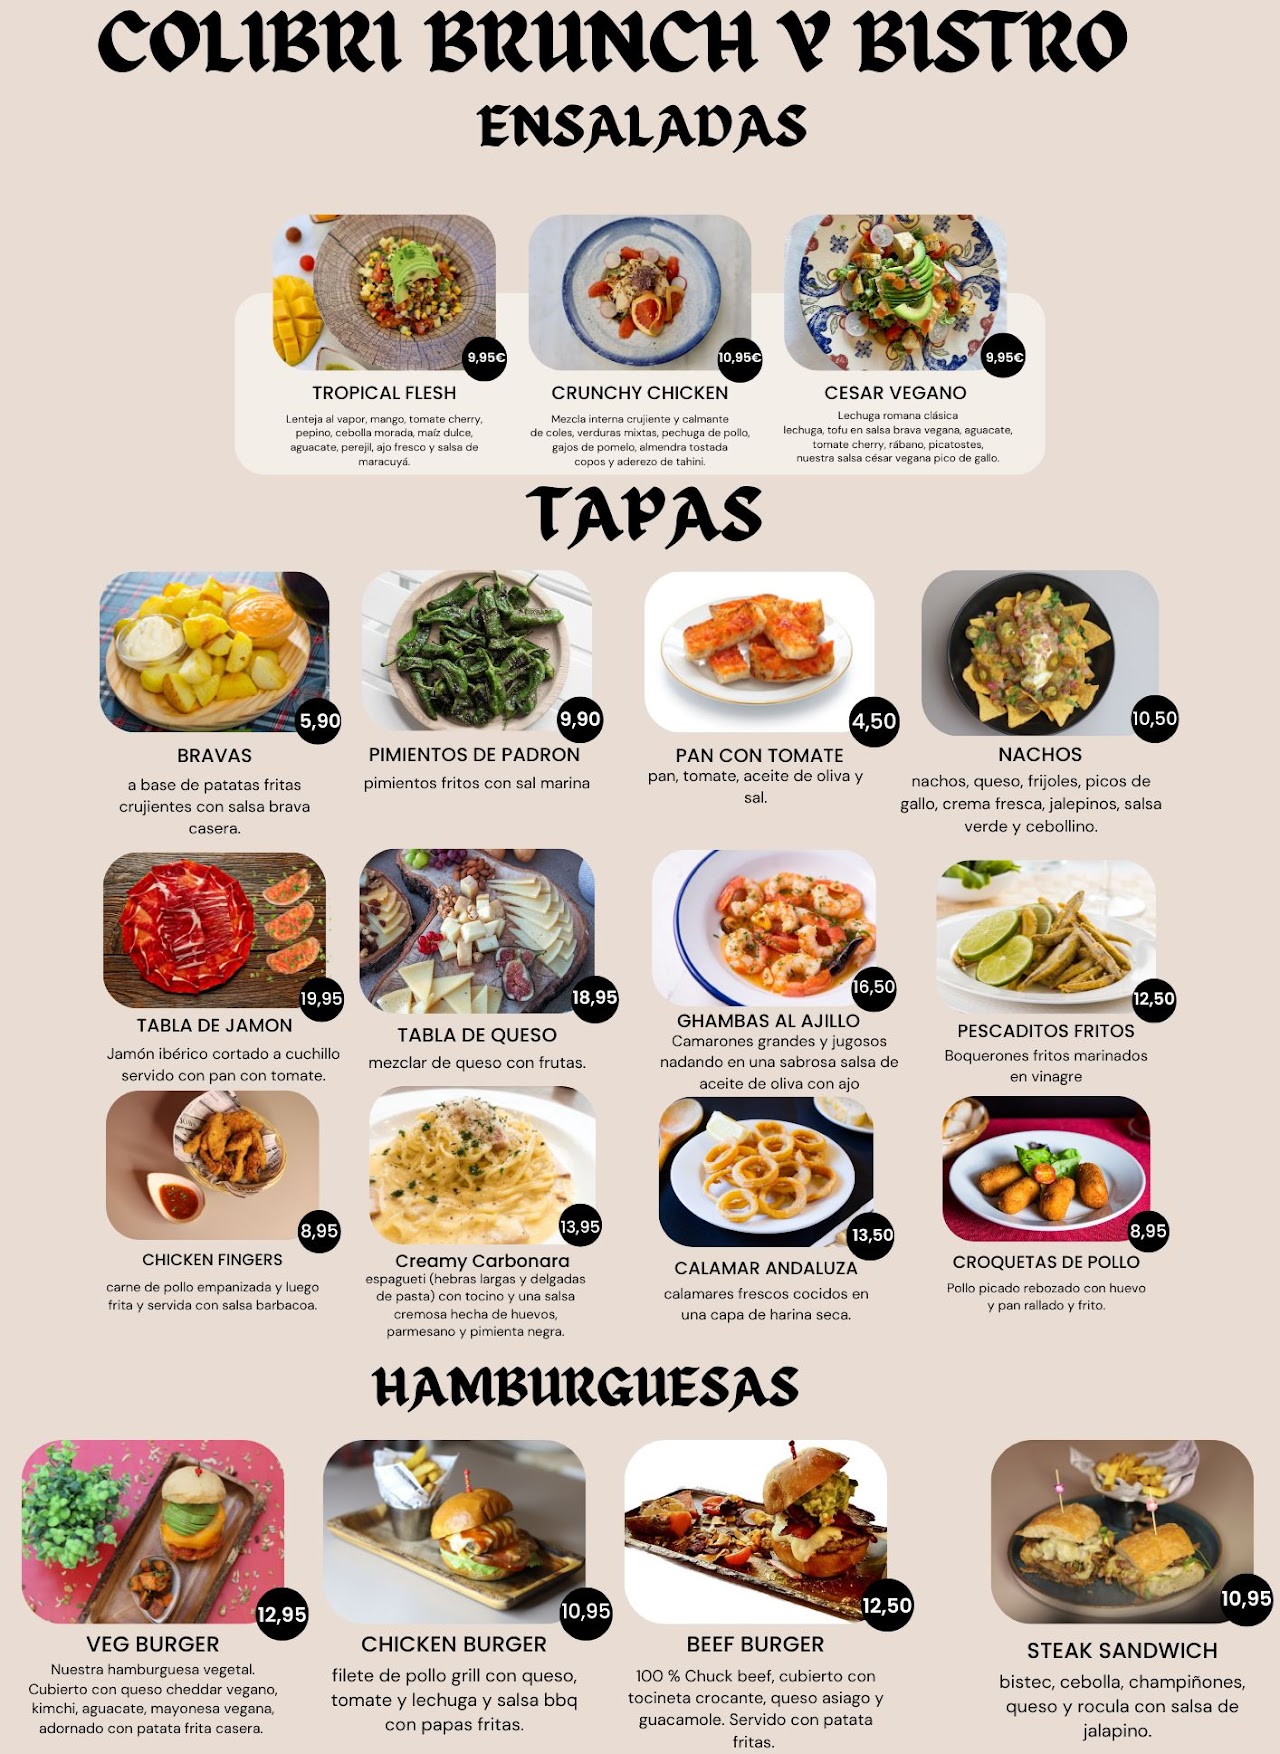 COLIBRI BRUNCH Y BISTRO
ENSALADAS
9,95€
10,95€
9,95€
TROPICAL FLESH
Lenteja al vapor, mango, tomate cherry,
pepino, cebolla morada, maíz dulce,
aguacate, perejil, ajo fresco y salsa de
maracuyá.
CRUNCHY CHICKEN
Mezcla interna crujiente y calmante
de coles, verduras mixtas, pechuga de pollo,
gajos de pomelo, almendra tostada
copos y aderezo de tahini.
CESAR VEGANO
Lechuga romana clásica
lechuga, tofu en salsa brava vegana, aguacate,
tomate cherry, rábano, picatostes,
nuestra salsa césar vegana pico de gallo.
TAPAS
5,90
9,90
4,50
10,50
BRAVAS
a base de patatas fritas
crujientes con salsa brava
casera.
PIMIENTOS DE PADRON
pimientos fritos con sal marina
PAN CON TOMATE
pan, tomate, aceite de oliva y
sal.
NACHOS
nachos, queso, frijoles, picos de
gallo, crema fresca, jalepinos, salsa
verde y cebollino.
19,95
18,95
16,50
12,50
TABLA DE JAMON
Jamón ibérico cortado a cuchillo
servido con pan con tomate.
TABLA DE QUESO
mezclar de queso con frutas.
GHAMBAS AL AJILLO
Camarones grandes y jugosos
nadando en una sabrosa salsa de
aceite de oliva con ajo
PESCADITOS FRITOS
Boquerones fritos marinados
en vinagre
8,95
13,95
13,50
8,95
CHICKEN FINGERS
carne de pollo empanizada y luego
frita y servida con salsa barbacoa.
Creamy Carbonara
espagueti (hebras largas y delgadas
de pasta) con tocino y una salsa
cremosa hecha de huevos,
parmesano y pimienta negra.
CALAMAR ANDALUZA
calamares frescos cocidos en
una capa de harina seca.
CROQUETAS DE POLLO
Pollo picado rebozado con huevo
y pan rallado y frito.
HAMBURGUESAS
12,95
10,95
12,50
10,95
VEG BURGER
Nuestra hamburguesa vegetal.
Cubierto con queso cheddar vegano,
kimchi, aguacate, mayonesa vegana,
adornado con patata frita casera.
CHICKEN BURGER
filete de pollo grill con queso,
tomate y lechuga y salsa bbq
con papas fritas.
BEEF BURGER
100 % Chuck beef, cubierto con
tocineta crocante, queso asiago y
guacamole. Servido con patata
fritas.
STEAK SANDWICH
bistec, cebolla, champiñones,
queso y rocula con salsa de
jalapino.